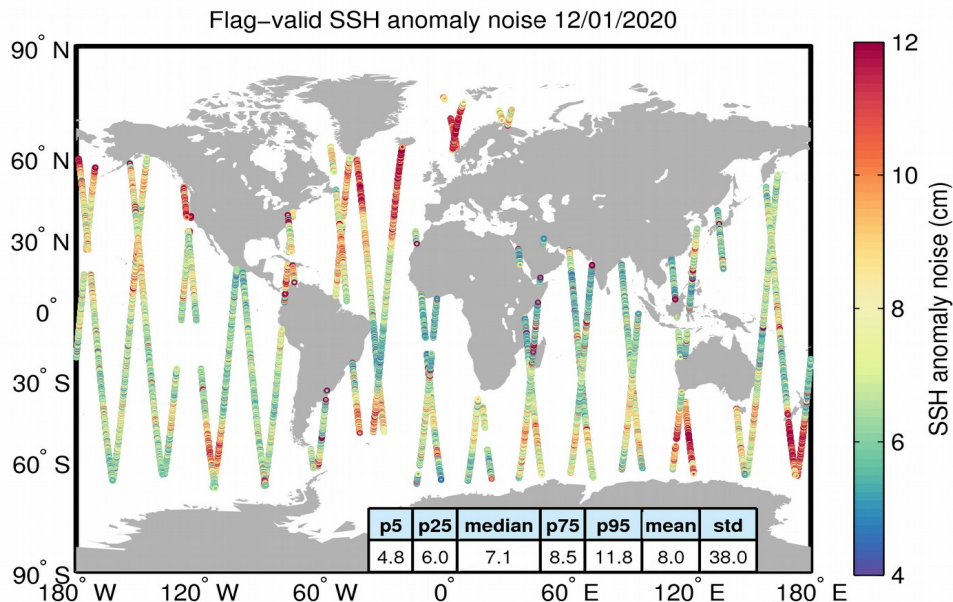 Flag−valid SSH anomaly noise 12/01/2020
90° N
60° N
30° N
0°
30° S
60° S
90° S
180° W
120° W
60° W
0°
60° E
120° E
180° E
p5 p25 median p75 p95 mean std
4.8 6.0 7.1 8.5 11.8 8.0 38.0
12
10
8
6
4
SSH anomaly noise (cm)